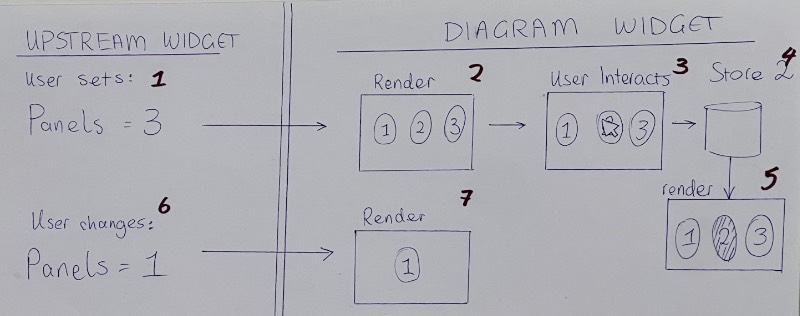 UPSTREAM WIDGET
DIAGRAM WIDGET
User sets: 1
Panels = 3
Render 2
1 2 3
User Interacts 3
1 3
Store 2 4
render 5
1 2 3
User changes: 6
Panels = 1
Render 7
1